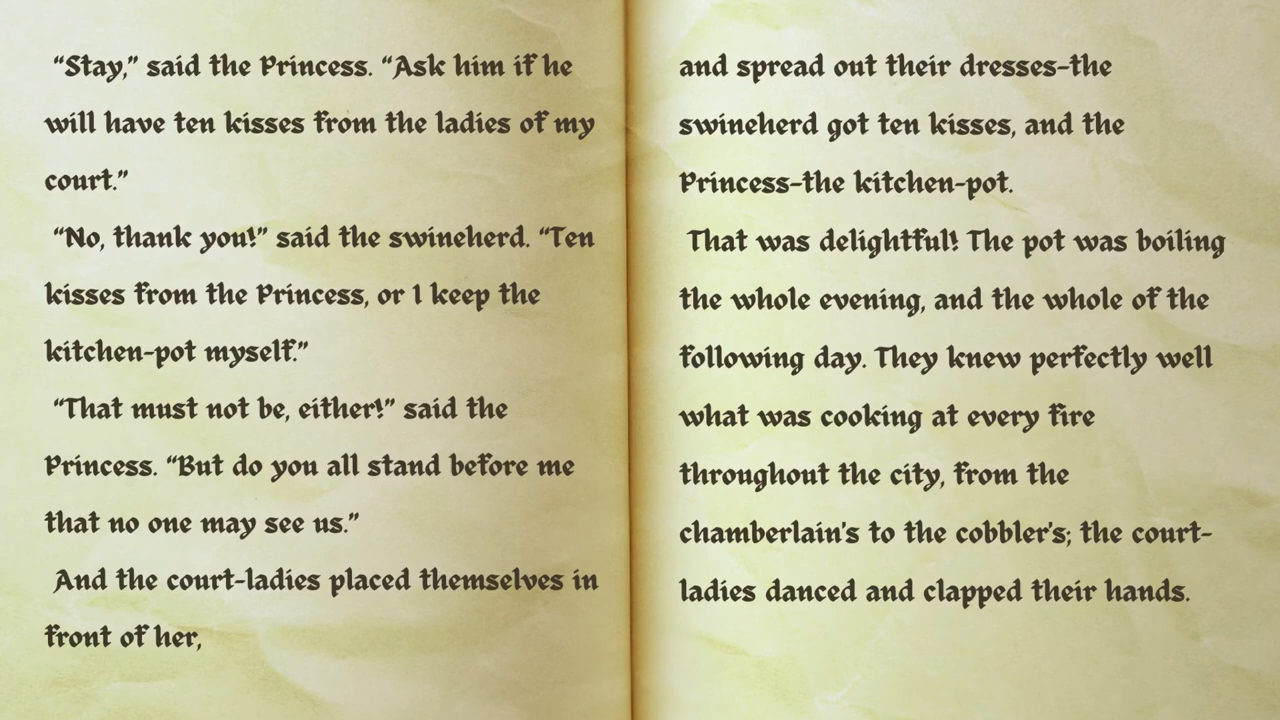 “Stay,” said the Princess. “Ask him if he
will have ten kisses from the ladies of my
court.”
“No, thank you!” said the swineherd. “Ten
kisses from the Princess, or I keep the
kitchen-pot myself.”
“That must not be, either!” said the
Princess. “But do you all stand before me
that no one may see us.”
And the court-ladies placed themselves in
front of her,
and spread out their dresses–the
swineherd got ten kisses, and the
Princess–the kitchen-pot.
That was delightful! The pot was boiling
the whole evening, and the whole of the
following day. They knew perfectly well
what was cooking at every fire
throughout the city, from the
chamberlain’s to the cobbler’s; the court-
ladies danced and clapped their hands.